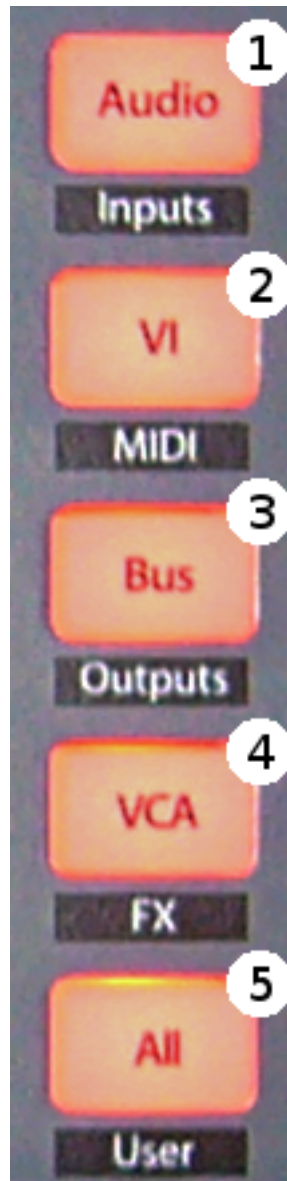 1
Audio
Inputs
2
VI
MIDI
3
Bus
Outputs
4
VCA
FX
5
All
User